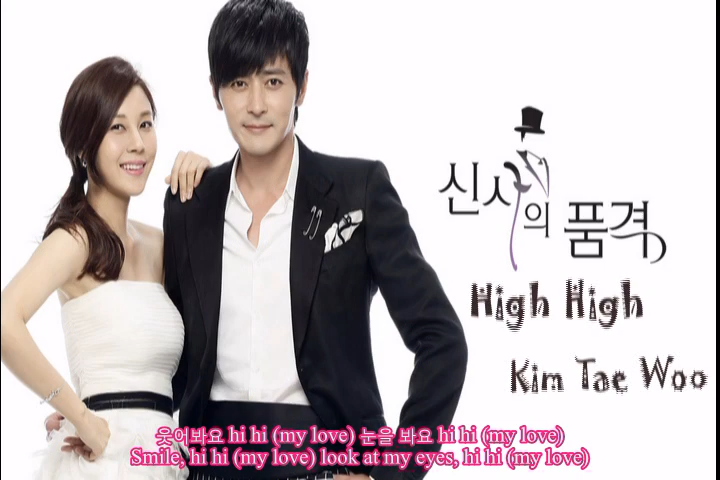 신사의 품격
High High
Kim Tae Woo
웃어봐요 hi hi (my love) 눈을 봐요 hi hi (my love)
Smile, hi hi (my love) look at my eyes, hi hi (my love)